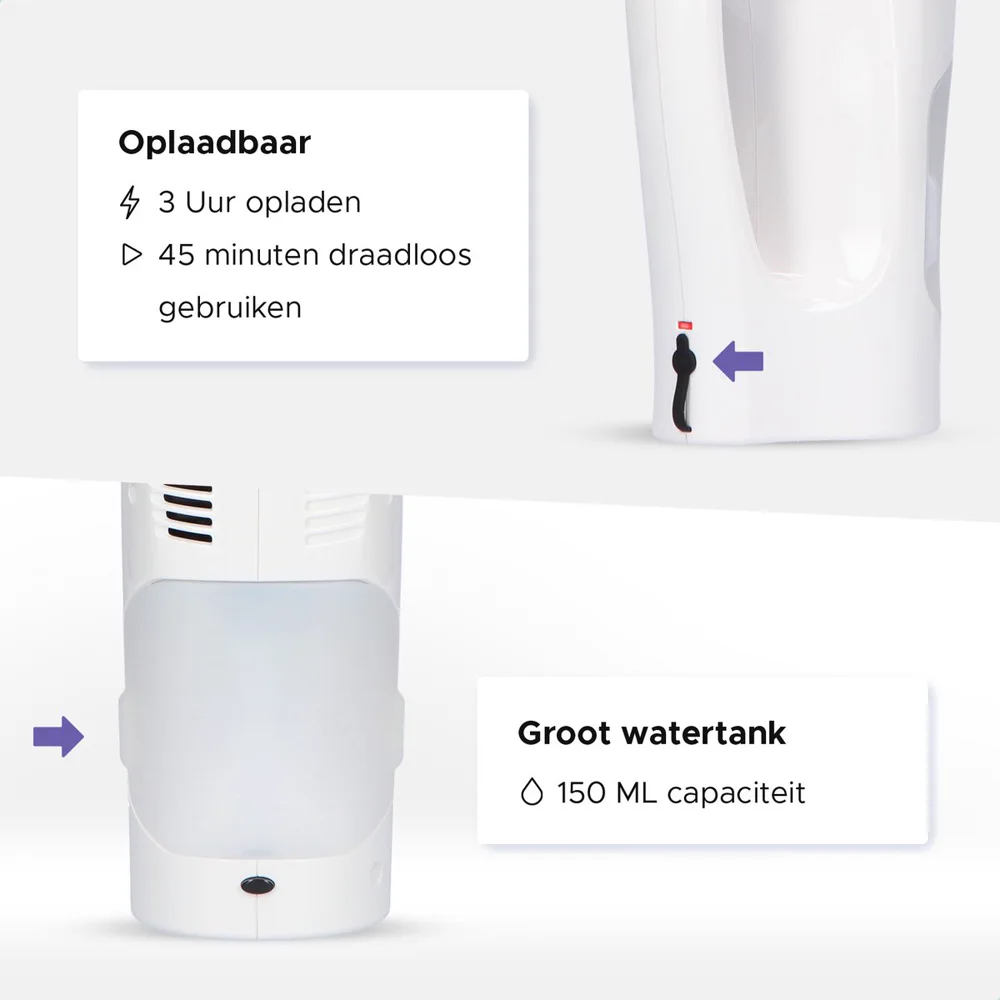 Oplaadbaar
3 Uur opladen
45 minuten draadloos
gebruiken
Groot watertank
150 ML capaciteit